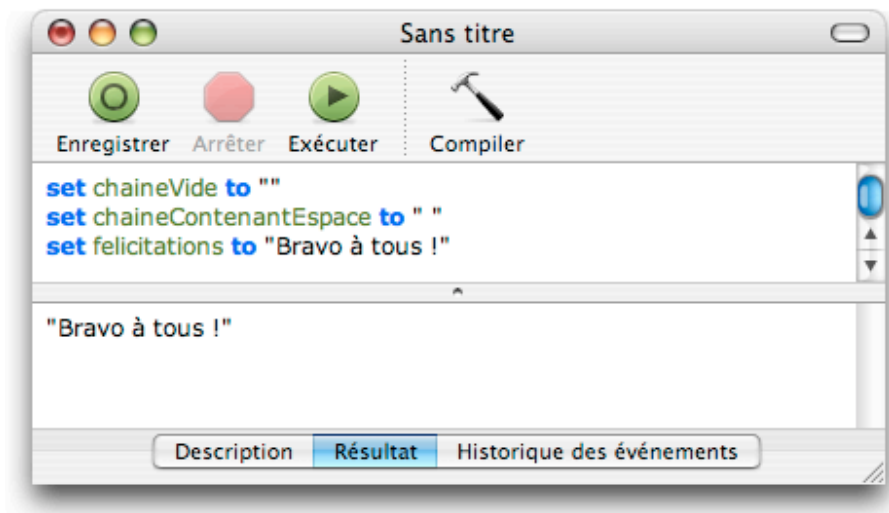 Sans titre
Enregistrer Arrêter Exécuter Compiler
set chaineVide to ""
set chaineContenantEspace to " "
set felicitations to "Bravo à tous !"
"Bravo à tous !"
Description Résultat Historique des événements